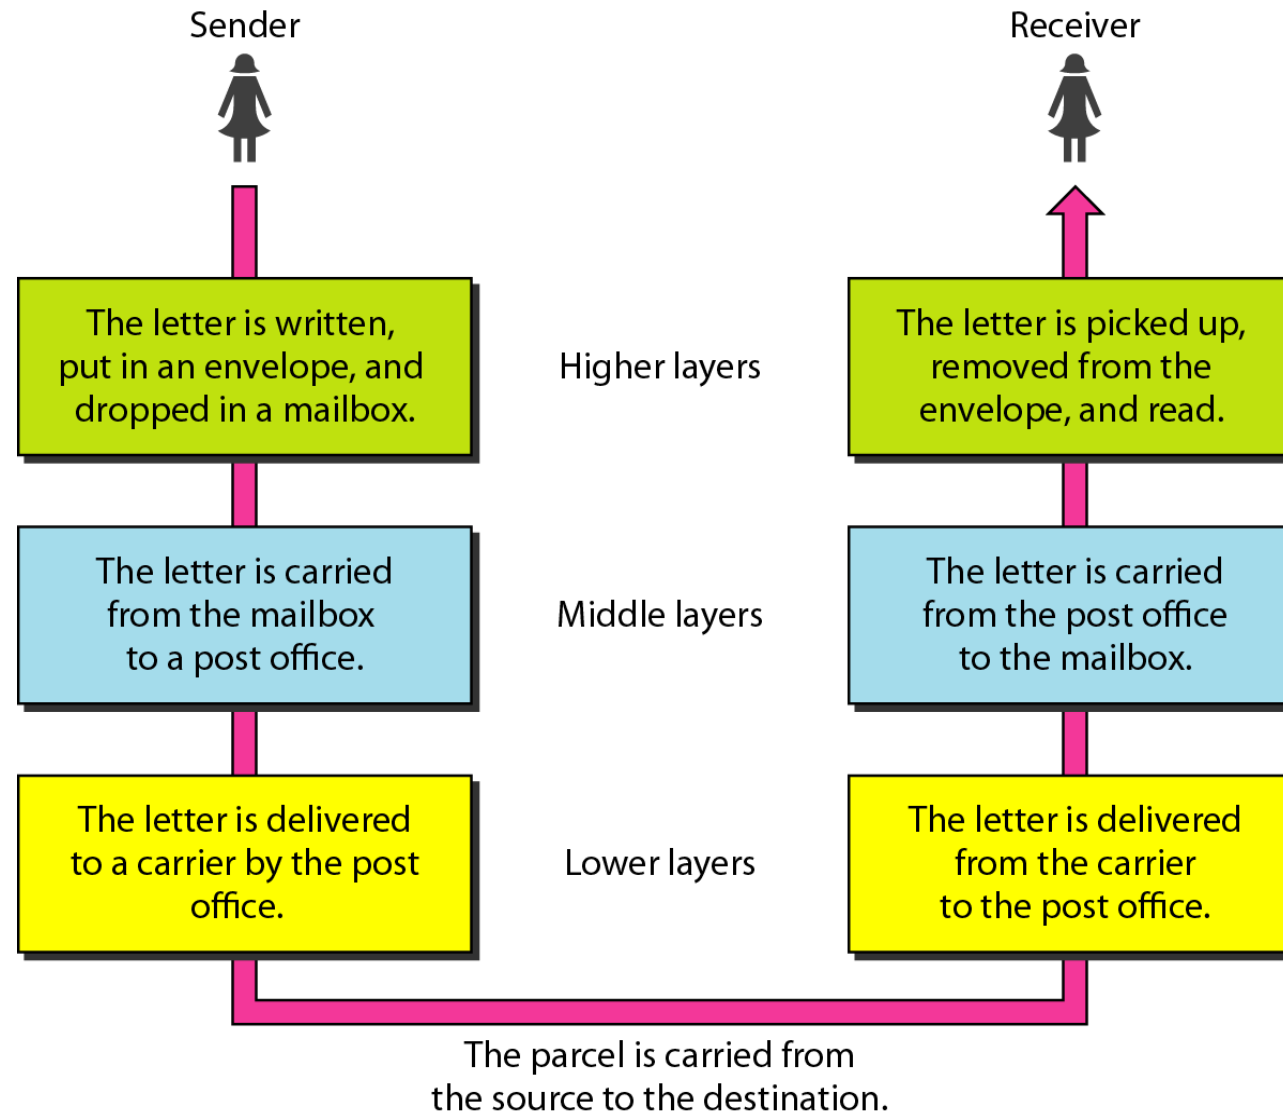 Sender
Receiver
The letter is written,
put in an envelope, and
dropped in a mailbox.
Higher layers
The letter is picked up,
removed from the
envelope, and read.
The letter is carried
from the mailbox
to a post office.
Middle layers
The letter is carried
from the post office
to the mailbox.
The letter is delivered
to a carrier by the post
office.
Lower layers
The letter is delivered
from the carrier
to the post office.
The parcel is carried from
the source to the destination.